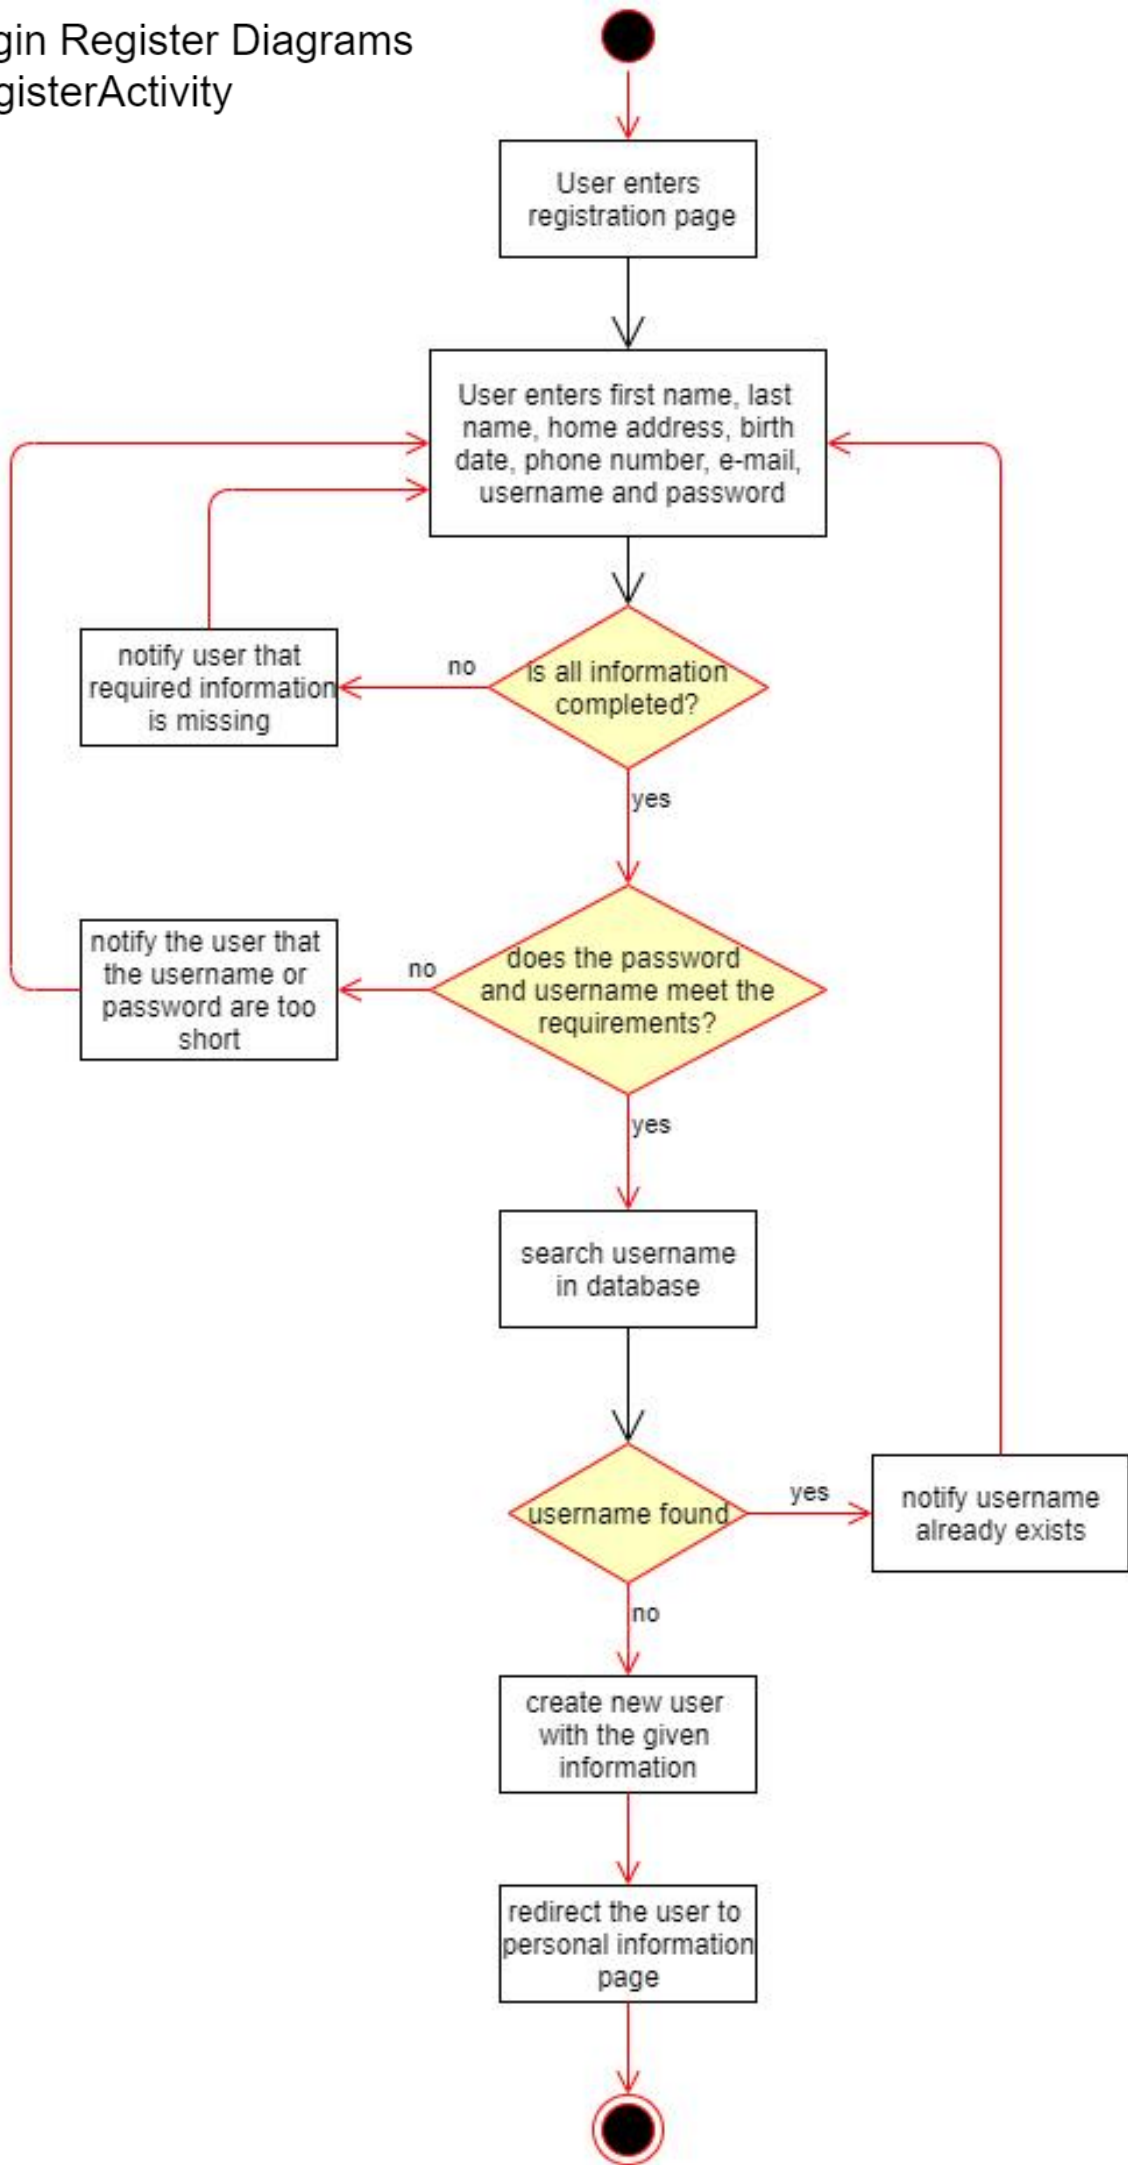 gin Register Diagrams
gisterActivity
User enters
registration page
User enters first name, last
name, home address, birth
date, phone number, e-mail,
username and password
notify user that
required information
is missing
no
is all information
completed?
yes
notify the user that
the username or
password are too
short
no
does the password
and username meet the
requirements?
yes
search username
in database
username found
yes
notify username
already exists
no
create new user
with the given
information
redirect the user to
personal information
page